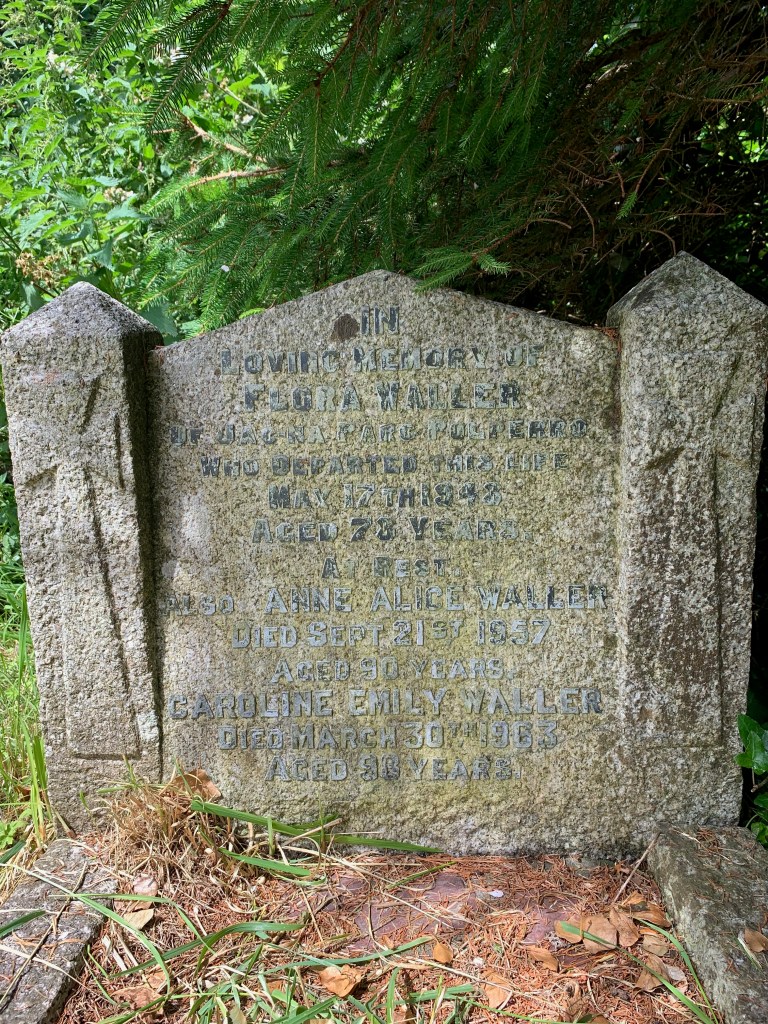 IN
LOVING MEMORY OF
FLORA WALLER
OF
WHO DEPARTED THIS LIFE
MAY 17TH 1943
AGED 73 YEARS.
AT REST.
ALSO ANNE ALICE WALLER
DIED SEPT 21ST 1957
AGED 90 YEARS.
CAROLINE EMILY WALLER
DIED MARCH 30TH 1963
AGED YEARS.